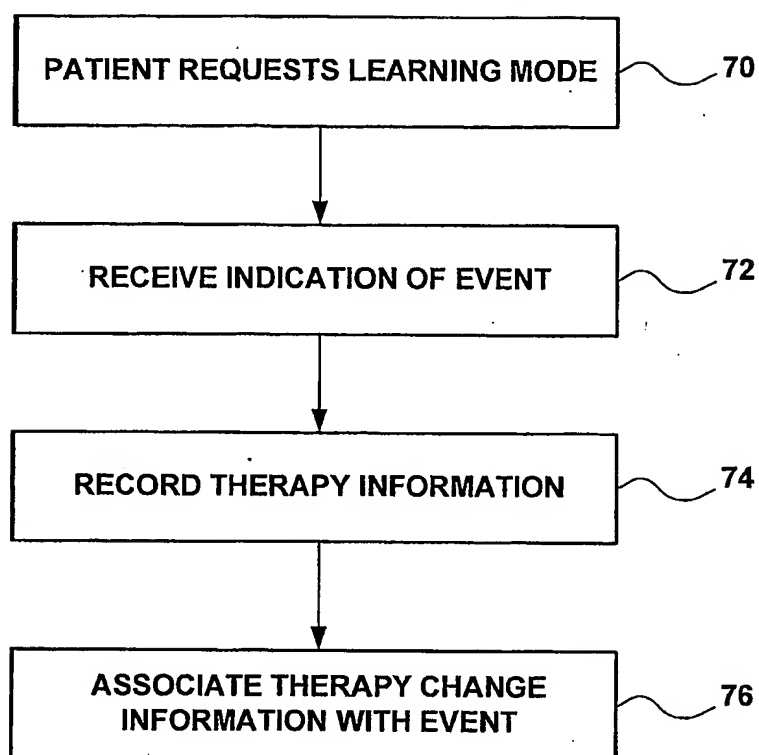 PATIENT REQUESTS LEARNING MODE
70
RECEIVE INDICATION OF EVENT
72
RECORD THERAPY INFORMATION
74
ASSOCIATE THERAPY CHANGE
INFORMATION WITH EVENT
76